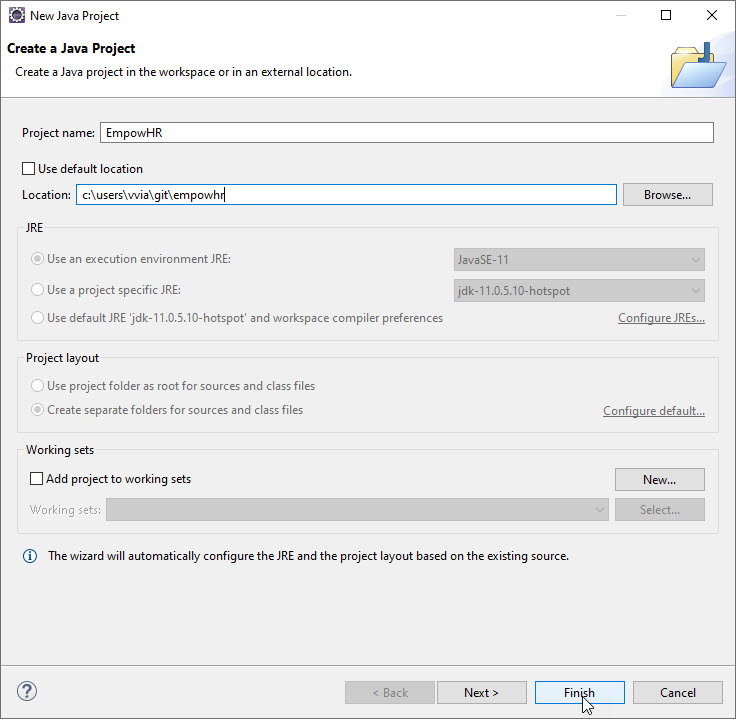 New Java Project
Create a Java Project
Create a Java project in the workspace or in an external location.
Project name: EmpowHR
Use default location
Location: c:\users\vvia\git\empowhr Browse...
JRE
Use an execution environment JRE: JavaSE-11
Use a project specific JRE: jdk-11.0.5.10-hotspot
Use default JRE 'jdk-11.0.5.10-hotspot' and workspace compiler preferences Configure JREs...
Project layout
Use project folder as root for sources and class files
Create separate folders for sources and class files Configure default...
Working sets
Add project to working sets New...
Working sets: Select...
The wizard will automatically configure the JRE and the project layout based on the existing source.
? < Back Next > Finish Cancel